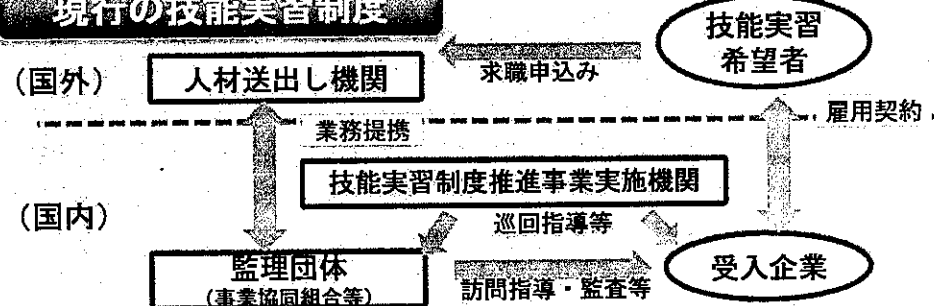 現行の技能実習制度
技能実習
希望者
(国外)
人材送出し機関
求職申込み
雇用契約
業務提携
技能実習制度推進事業実施機関
(国内)
巡回指導等
監理団体
(事業協同組合等)
訪問指導・監査等
受入企業